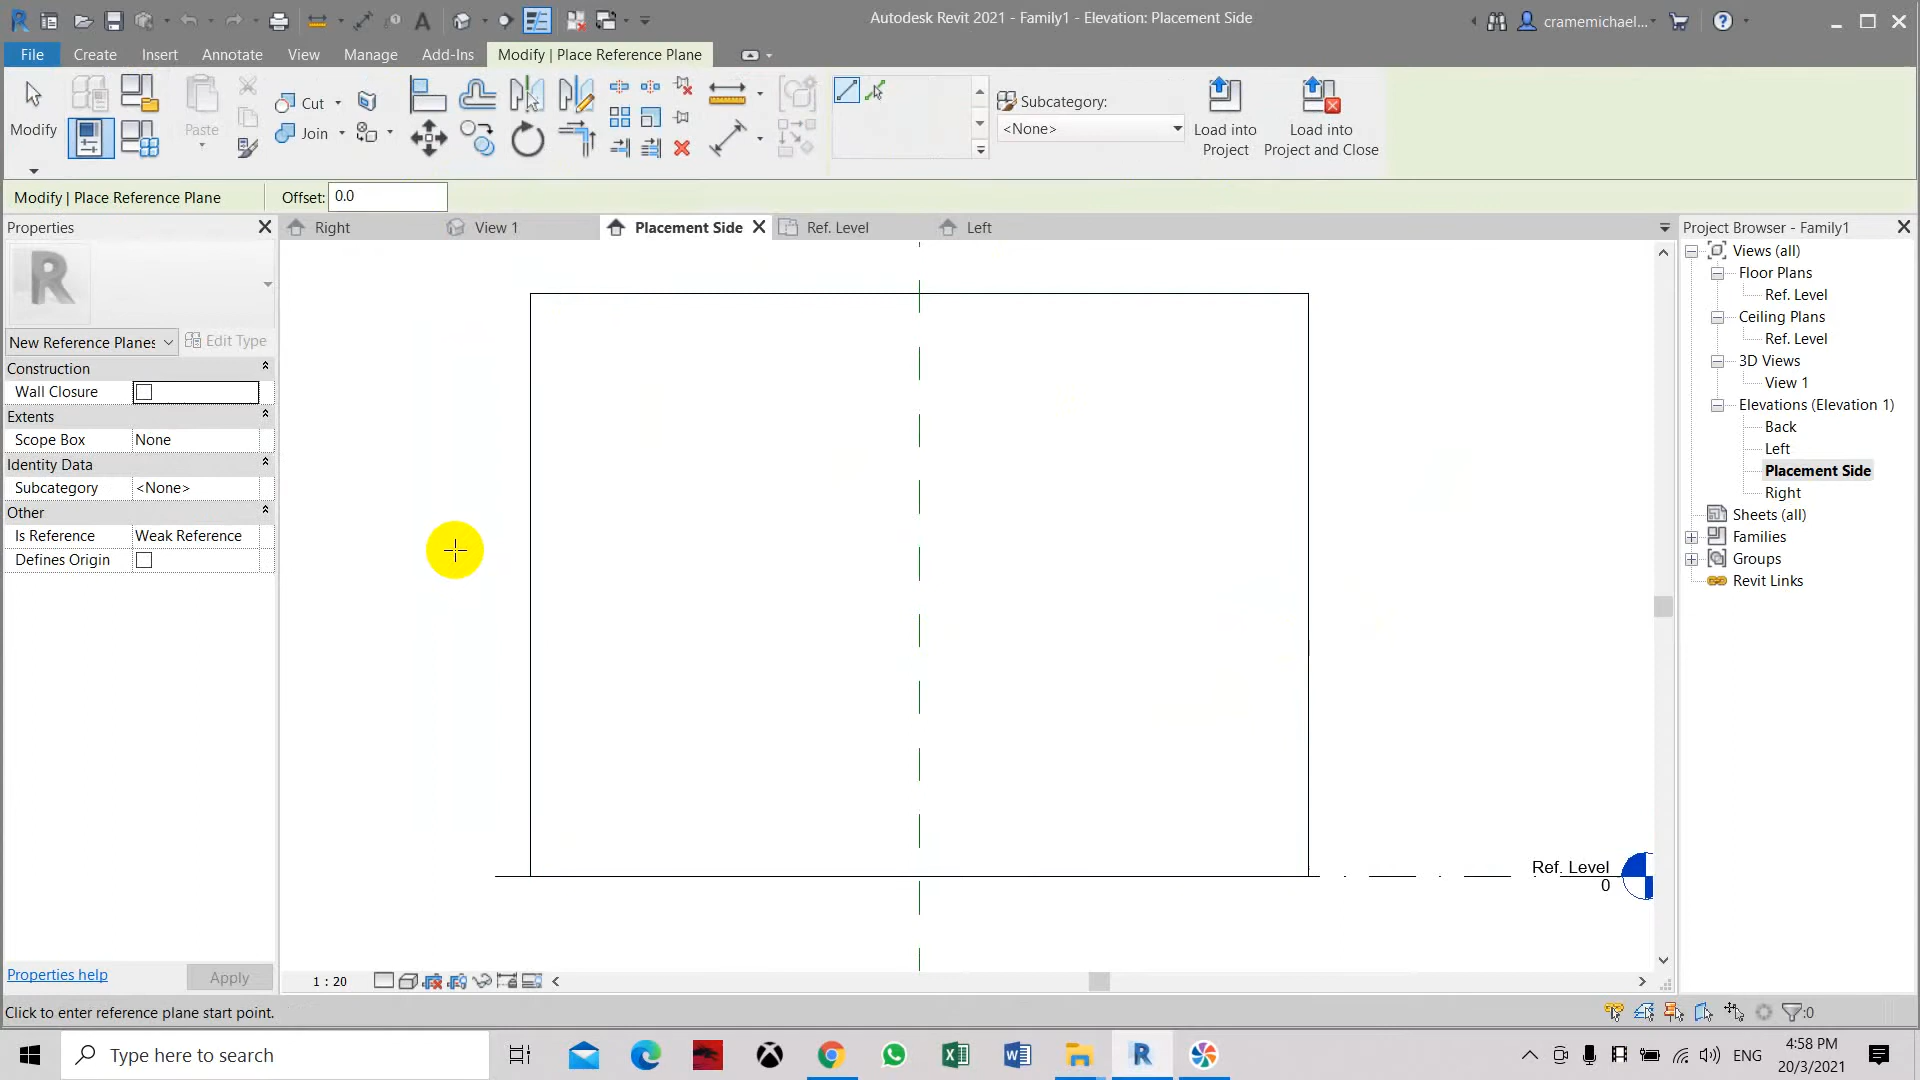 Autodesk Revit 2021 - Family1 - Elevation: Placement Side
cramemichael...
File Create Insert Annotate View Manage Add-Ins Modify | Place Reference Plane
Modify
Paste
Cut
Join
Subcategory:
<None>
Load into
Project
Load into
Project and Close
Modify | Place Reference Plane Offset: 0.0
Properties
Right View 1 Placement Side Ref. Level Left
Project Browser - Family1
R
New Reference Planes Edit Type
Construction
Wall Closure
Extents
Scope Box None
Identity Data
Subcategory <None>
Other
Is Reference Weak Reference
Defines Origin
Views (all)
Floor Plans
Ref. Level
Ceiling Plans
Ref. Level
3D Views
View 1
Elevations (Elevation 1)
Back
Left
Placement Side
Right
Sheets (all)
Families
Groups
Revit Links
Ref. Level
0
Properties help Apply
1 : 20
Click to enter reference plane start point.
:0
Type here to search
ENG
4:58 PM
20/3/2021